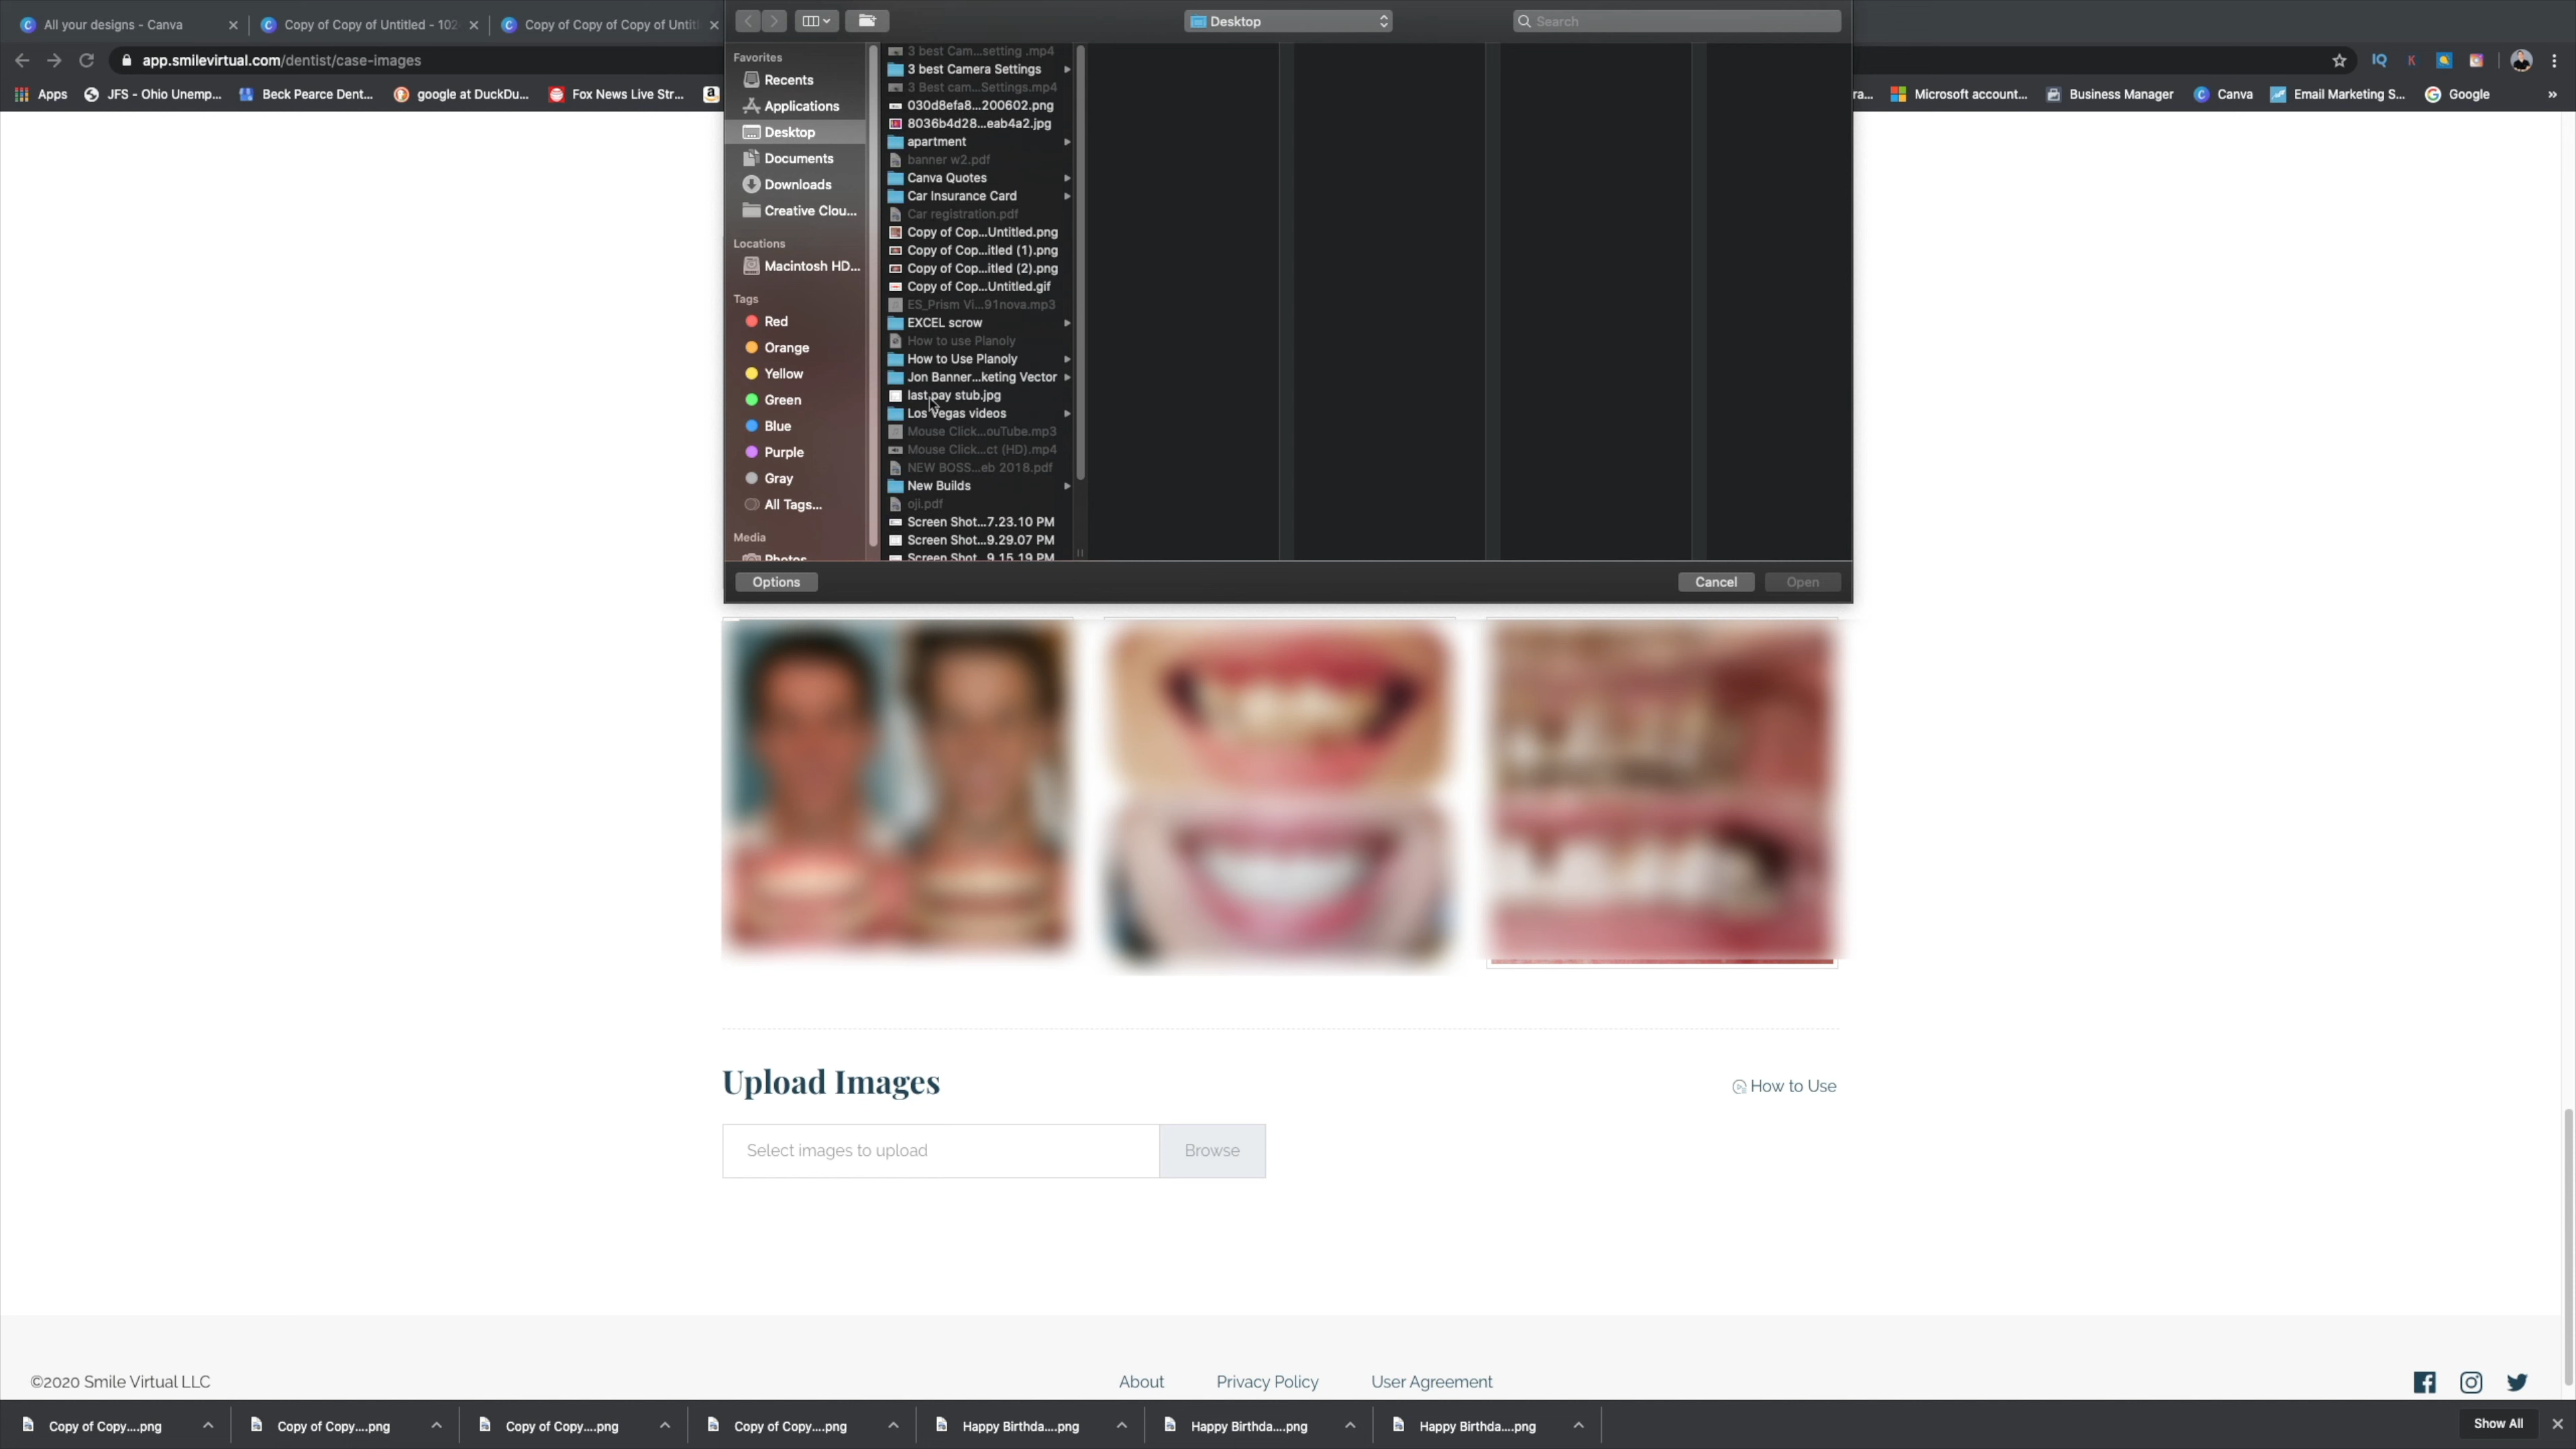 All your designs - Canva
Copy of Copy of Untitled - 102
Copy of Copy of Copy of Untitl
Desktop
Search
app.smilevirtual.com/dentist/case-images
Apps
JFS - Ohio Unemp...
Beck Pearce Dent...
google at DuckDu...
Fox News Live Str...
ra...
Microsoft account...
Business Manager
Canva
Email Marketing S...
Google
»
Favorites
Recents
Applications
Desktop
Documents
Downloads
Creative Clou...
Locations
Macintosh HD...
Tags
Red
Orange
Yellow
Green
Blue
Purple
Gray
All Tags...
Media
Photos
3 best Cam...setting .mp4
3 best Camera Settings
3 Best cam...Settings.mp4
030d8efa8...200602.png
8036b4d28...eab4a2.jpg
apartment
banner w2.pdf
Canva Quotes
Car Insurance Card
Car registration.pdf
Copy of Cop...Untitled.png
Copy of Cop...itled (1).png
Copy of Cop...itled (2).png
Copy of Cop...Untitled.gif
ES_Prism Vi...91nova.mp3
EXCEL scrow
How to use Planoly
How to Use Planoly
Jon Banner...keting Vector
last pay stub.jpg
Los Vegas videos
Mouse Click...ouTube.mp3
Mouse Click...ct (HD).mp4
NEW BOSS...eb 2018.pdf
New Builds
oji.pdf
Screen Shot...7.23.10 PM
Screen Shot...9.29.07 PM
Screen Shot...9.15.19 PM
Options
Cancel
Open
Upload Images
How to Use
Select images to upload
Browse
©2020 Smile Virtual LLC
About
Privacy Policy
User Agreement
Copy of Copy....png
Copy of Copy....png
Copy of Copy....png
Copy of Copy....png
Happy Birthda....png
Happy Birthda....png
Happy Birthda....png
Show All